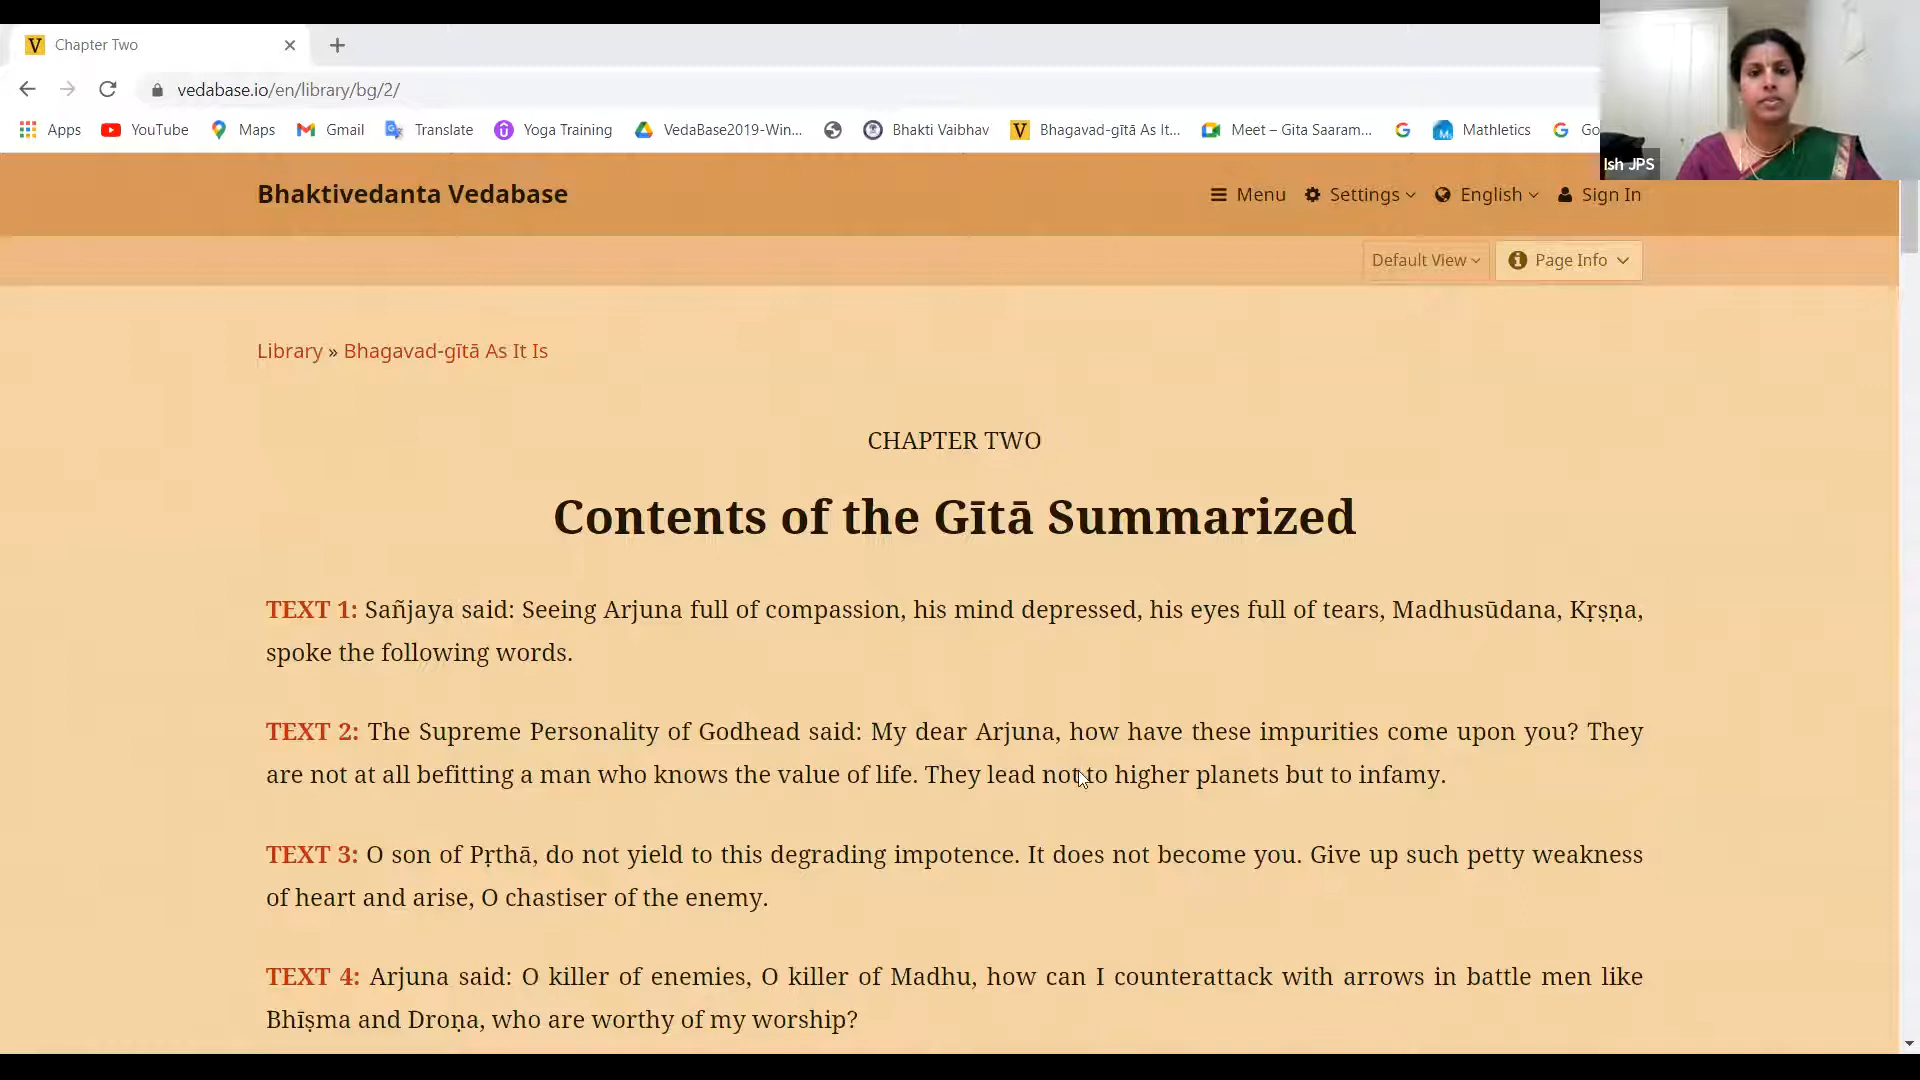 Chapter Two
vedabase.io/en/library/bg/2/
Apps YouTube Maps Gmail Translate Yoga Training VedaBase2019-Win... Bhakti Vaibhav Bhagavad-gītā As It... Meet – Gita Saaram... Mathletics Go
Ish JPS
Bhaktivedanta Vedabase
Menu Settings English Sign In
Default View Page Info
Library » Bhagavad-gītā As It Is
CHAPTER TWO
Contents of the Gītā Summarized
TEXT 1: Sañjaya said: Seeing Arjuna full of compassion, his mind depressed, his eyes full of tears, Madhusūdana, Kṛṣṇa,
spoke the following words.
TEXT 2: The Supreme Personality of Godhead said: My dear Arjuna, how have these impurities come upon you? They
are not at all befitting a man who knows the value of life. They lead not to higher planets but to infamy.
TEXT 3: O son of Pṛthā, do not yield to this degrading impotence. It does not become you. Give up such petty weakness
of heart and arise, O chastiser of the enemy.
TEXT 4: Arjuna said: O killer of enemies, O killer of Madhu, how can I counterattack with arrows in battle men like
Bhīṣma and Droṇa, who are worthy of my worship?